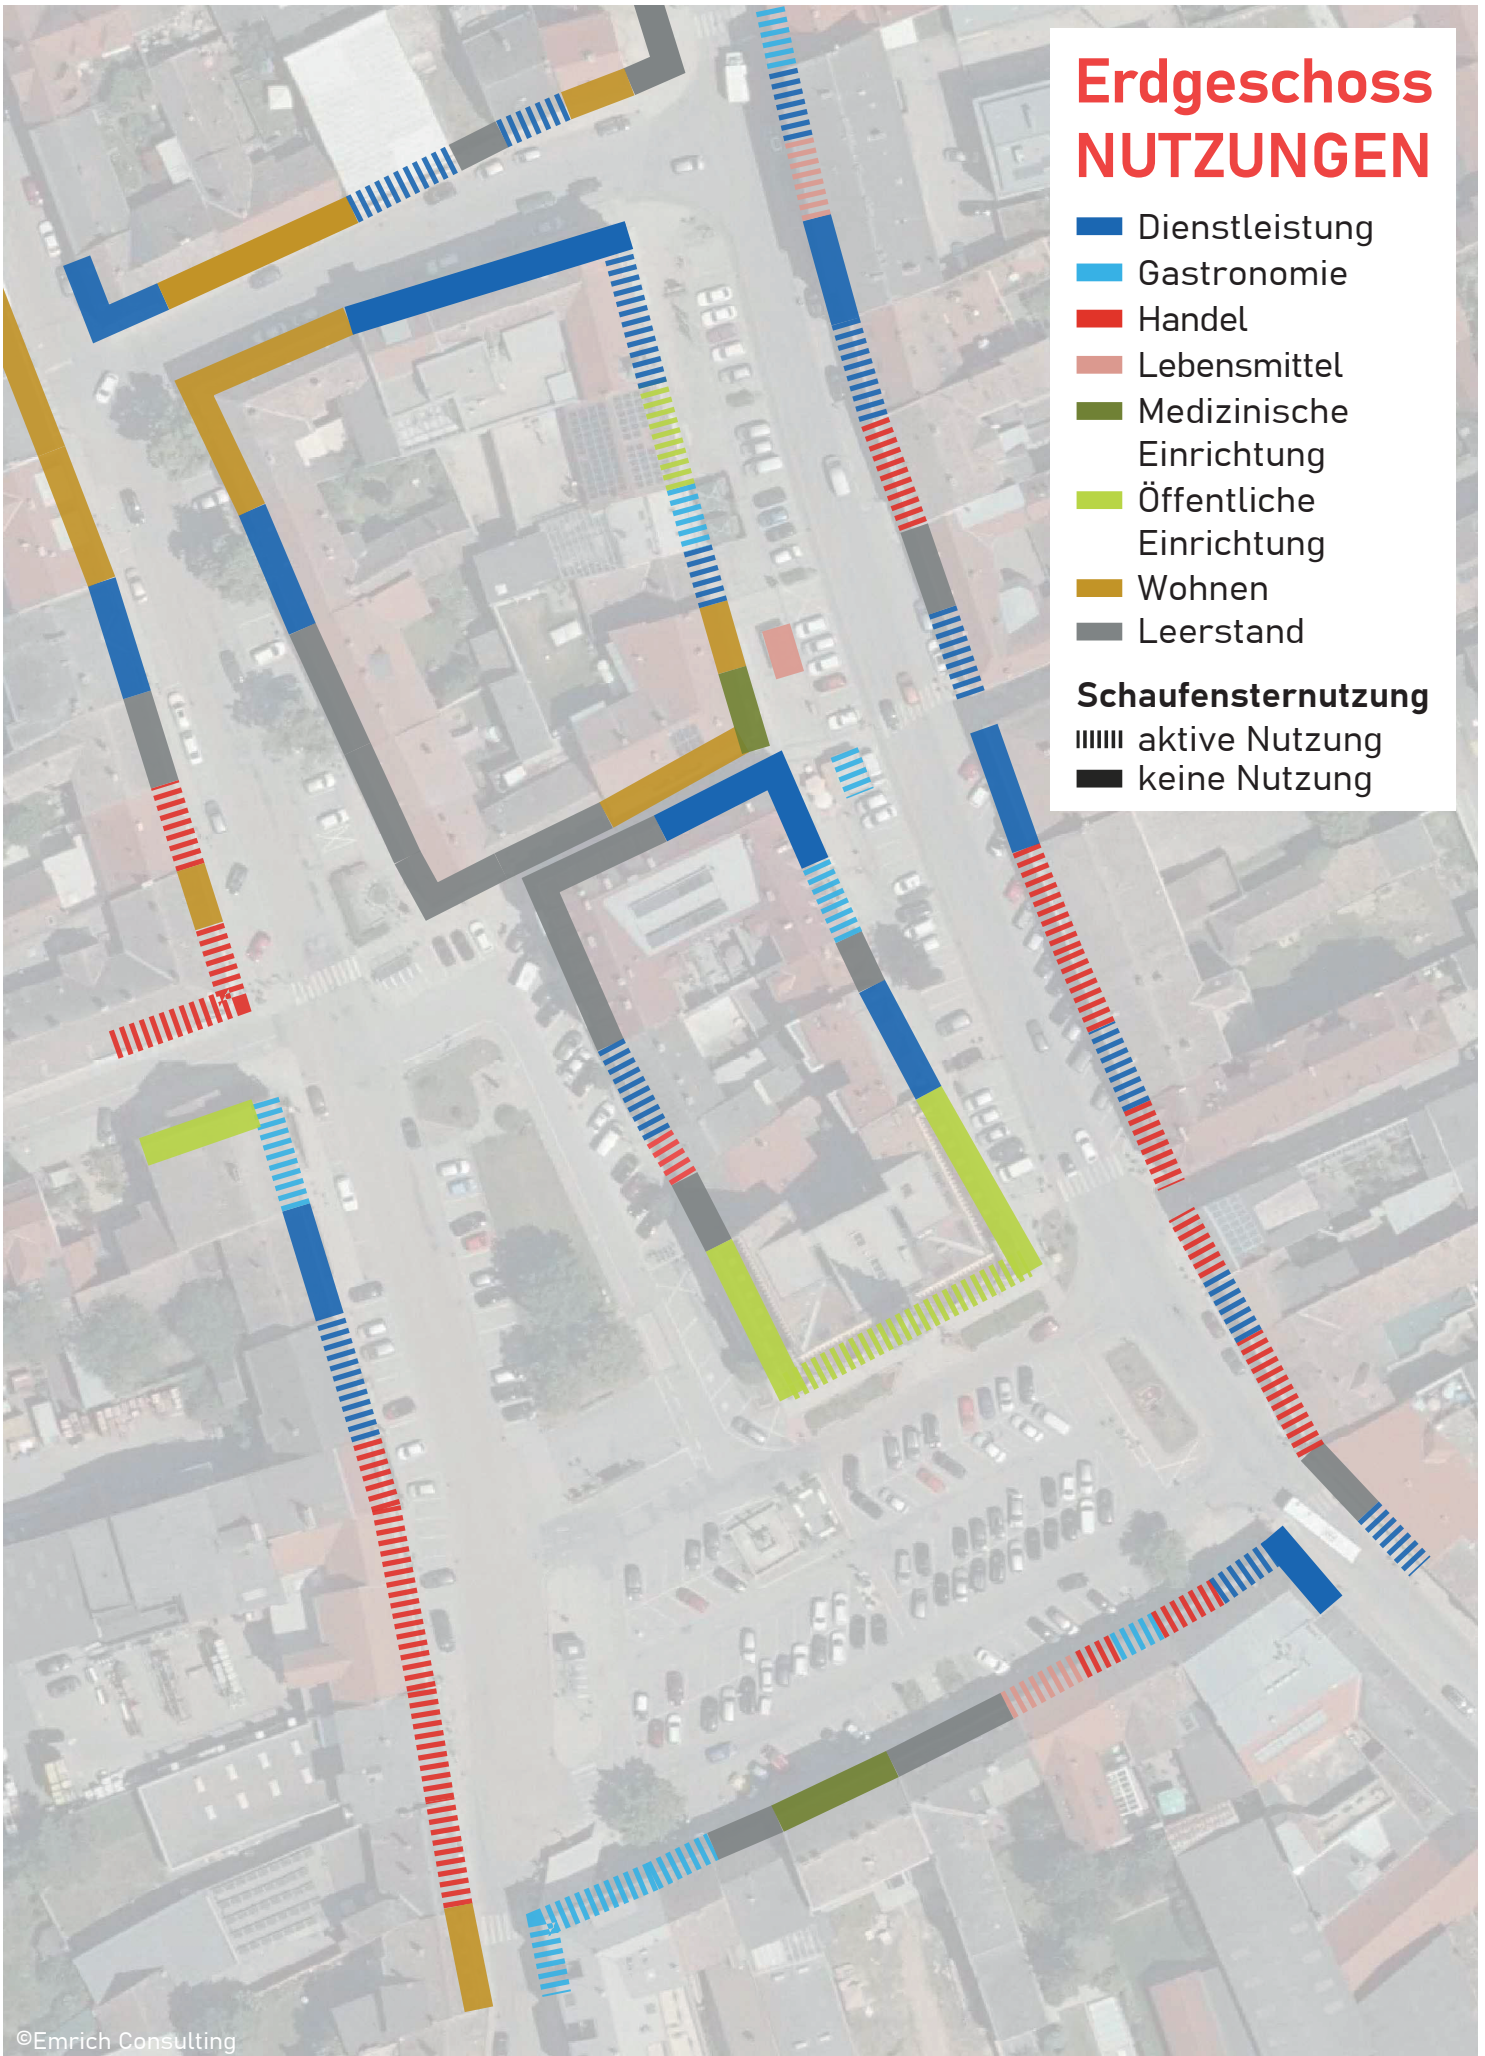 Erdgeschoss
NUTZUNGEN
Dienstleistung
Gastronomie
Handel
Lebensmittel
Medizinische
Einrichtung
Öffentliche
Einrichtung
Wohnen
Leerstand
Schaufensternutzung
aktive Nutzung
keine Nutzung
©Emrich Consulting